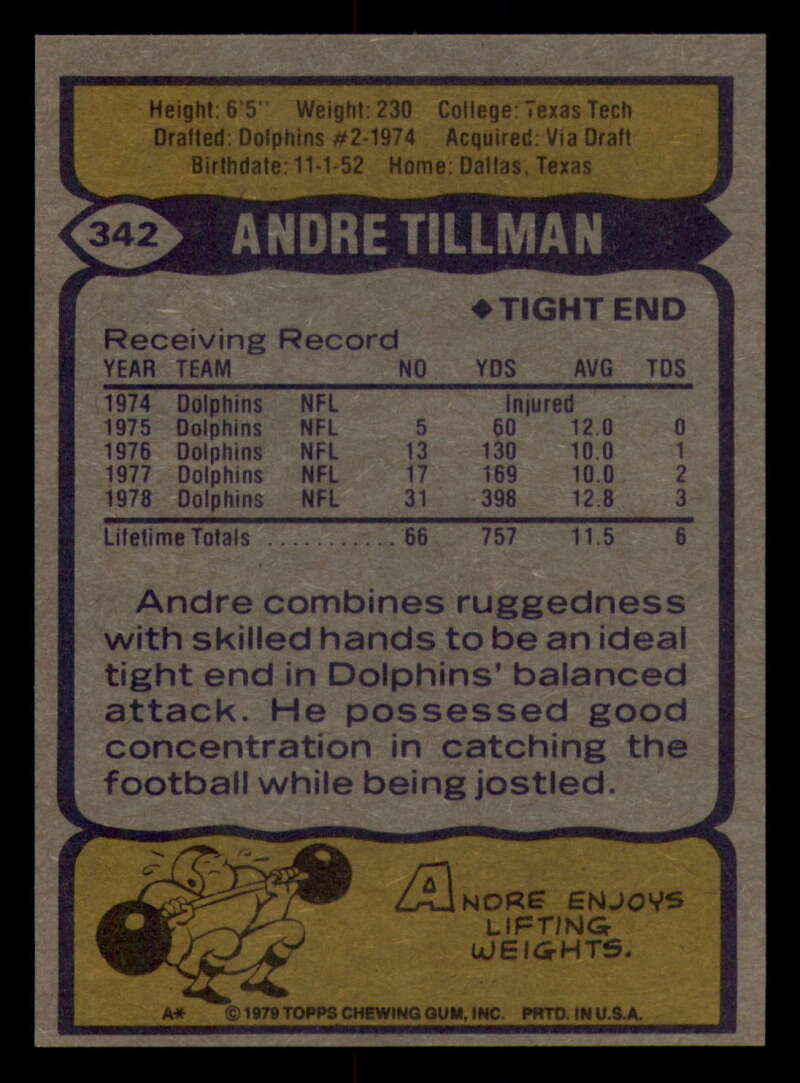 Height: 6'5" Weight: 230 College: Texas Tech
Drafted: Dolphins #2-1974 Acquired: Via Draft
Birthdate: 11-1-52 Home: Dallas, Texas
342 ANDRE TILLMAN
◆TIGHT END
Receiving Record
YEAR TEAM NO YDS AVG TDS
1974 Dolphins NFL Injured
1975 Dolphins NFL 5 60 12.0 0
1976 Dolphins NFL 13 130 10.0 1
1977 Dolphins NFL 17 169 10.0 2
1978 Dolphins NFL 31 398 12.8 3
Lifetime Totals ........... 66 757 11.5 6
Andre combines ruggedness
with skilled hands to be an ideal
tight end in Dolphins' balanced
attack. He possessed good
concentration in catching the
football while being jostled.
ANDRE ENJOYS
LIFTING
WEIGHTS.
A* ©1979 TOPPS CHEWING GUM, INC. PRTD. IN U.S.A.